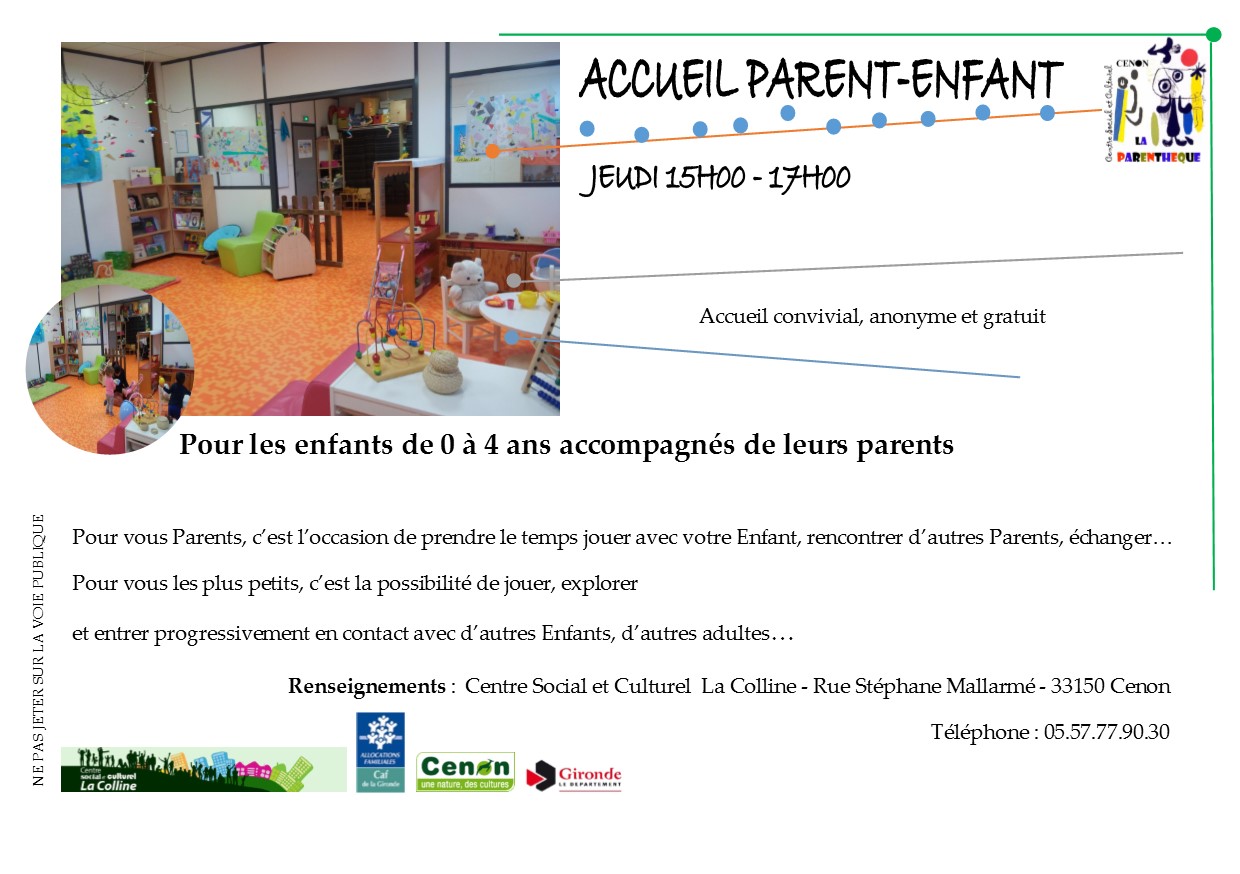 ACCUEIL PARENT-ENFANT
CENON
Centre Social et Culturel
LA
PARENTHEQUE
JEUDI 15H00 - 17H00
Accueil convivial, anonyme et gratuit
Pour les enfants de 0 à 4 ans accompagnés de leurs parents
Pour vous Parents, c’est l’occasion de prendre le temps jouer avec votre Enfant, rencontrer d’autres Parents, échanger…
Pour vous les plus petits, c’est la possibilité de jouer, explorer
et entrer progressivement en contact avec d’autres Enfants, d’autres adultes…
Renseignements : Centre Social et Culturel La Colline - Rue Stéphane Mallarmé - 33150 Cenon
Téléphone : 05.57.77.90.30
NE PAS JETER SUR LA VOIE PUBLIQUE
Centre
social et culturel
La Colline
ALLOCATIONS
FAMILIALES
Caf
de la Gironde
Cenon
une nature, des cultures
Gironde
LE DEPARTEMENT